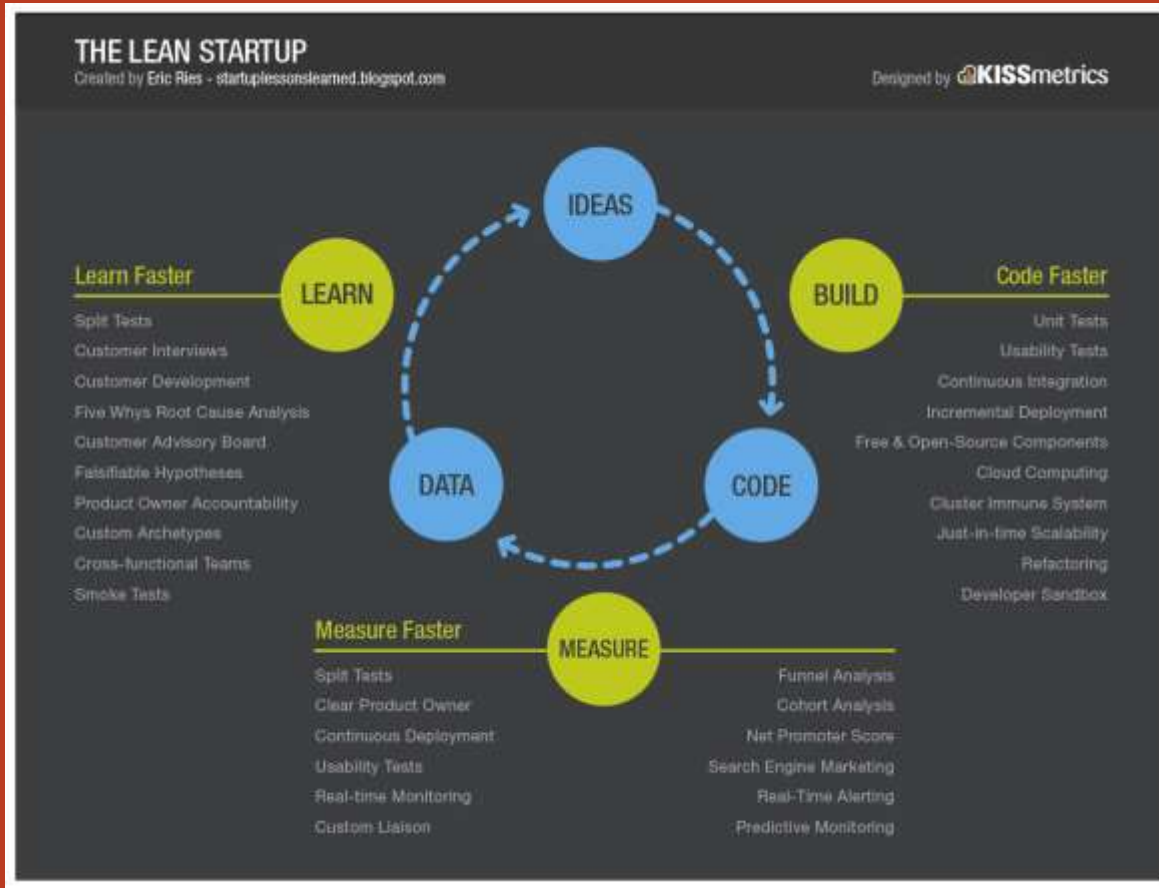 THE LEAN STARTUP
Created by Eric Ries - startuplessonslearned.blogspot.com
Designed by KISSmetrics
IDEAS
LEARN
BUILD
DATA
CODE
MEASURE
Learn Faster
Split Tests
Customer Interviews
Customer Development
Five Whys Root Cause Analysis
Customer Advisory Board
Falsifiable Hypotheses
Product Owner Accountability
Custom Archetypes
Cross-functional Teams
Smoke Tests
Code Faster
Unit Tests
Usability Tests
Continuous Integration
Incremental Deployment
Free & Open-Source Components
Cloud Computing
Cluster Immune System
Just-in-time Scalability
Refactoring
Developer Sandbox
Measure Faster
Split Tests
Clear Product Owner
Continuous Deployment
Usability Tests
Real-time Monitoring
Custom Liaison
Funnel Analysis
Cohort Analysis
Net Promoter Score
Search Engine Marketing
Real-Time Alerting
Predictive Monitoring